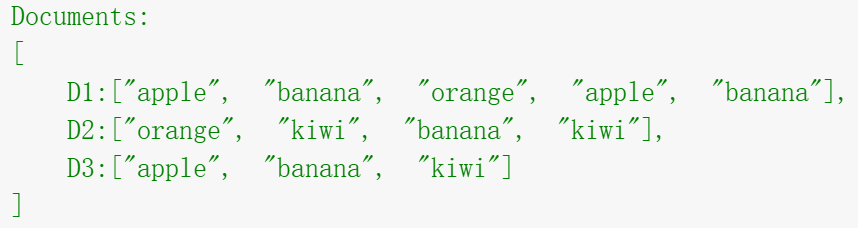 Documents:
[
    D1:["apple",  "banana",  "orange",  "apple",  "banana"],
    D2:["orange",  "kiwi",  "banana",  "kiwi"],
    D3:["apple",  "banana",  "kiwi"]
]